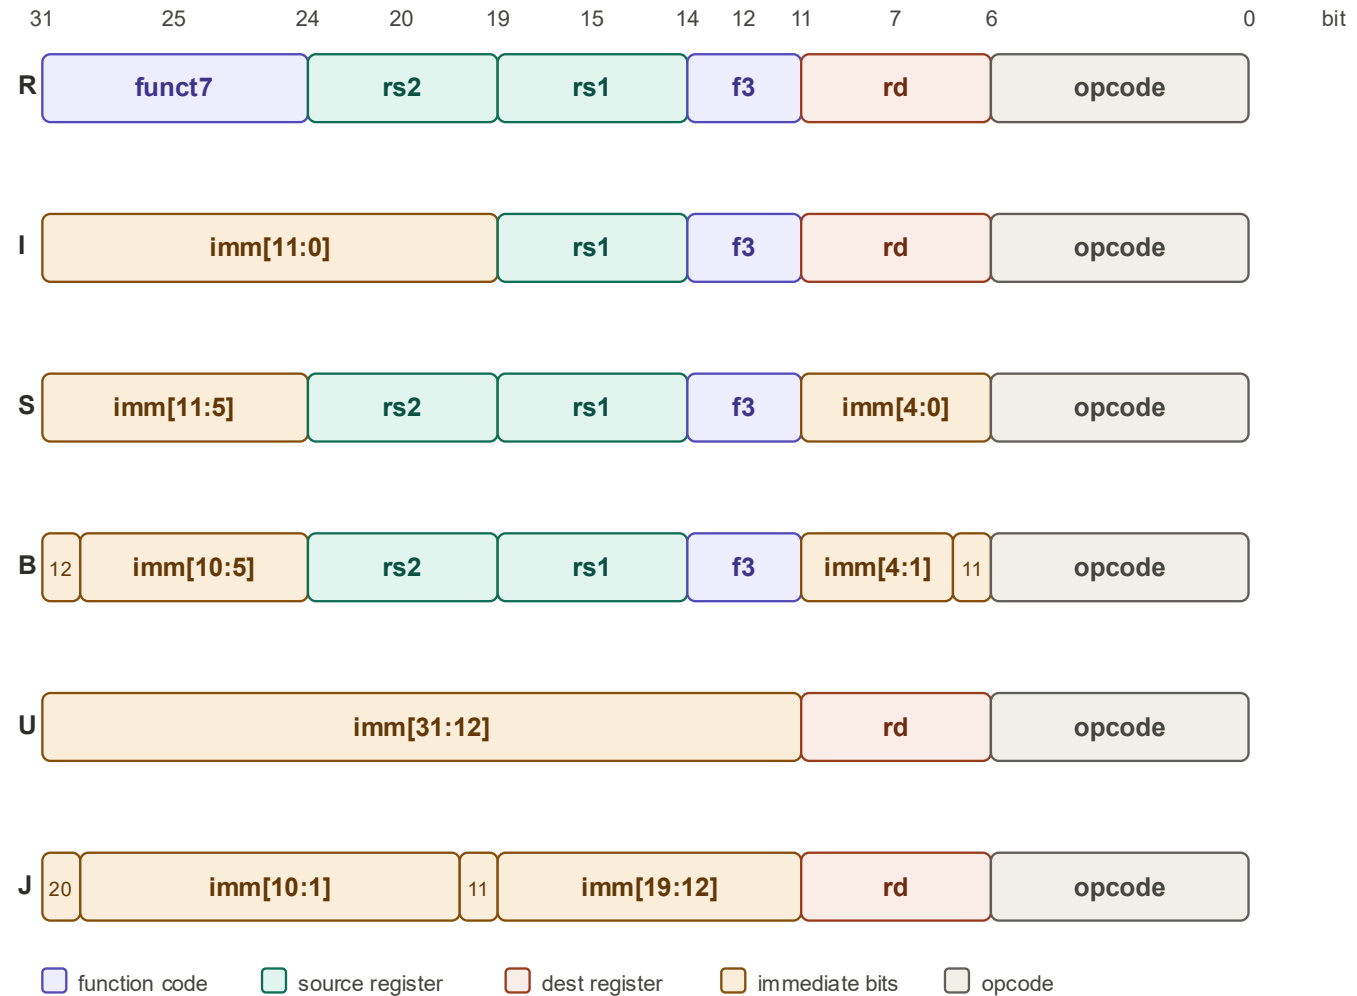 31 25 24 20 19 15 14 12 11 7 6 0 bit
R funct7 rs2 rs1 f3 rd opcode
I imm[11:0] rs1 f3 rd opcode
S imm[11:5] rs2 rs1 f3 imm[4:0] opcode
B 12 imm[10:5] rs2 rs1 f3 imm[4:1] 11 opcode
U imm[31:12] rd opcode
J 20 imm[10:1] 11 imm[19:12] rd opcode
function code source register dest register immediate bits opcode